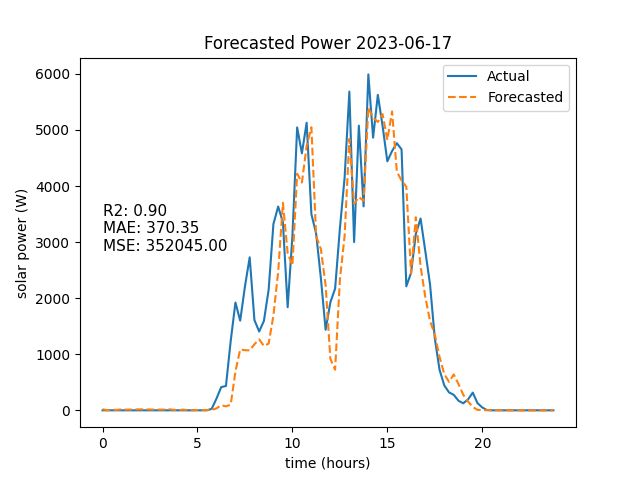 Forecasted Power 2023-06-17
Actual
Forecasted
6000
5000
4000
3000
2000
1000
0
solar power (W)
R2: 0.90
MAE: 370.35
MSE: 352045.00
0 5 10 15 20
time (hours)